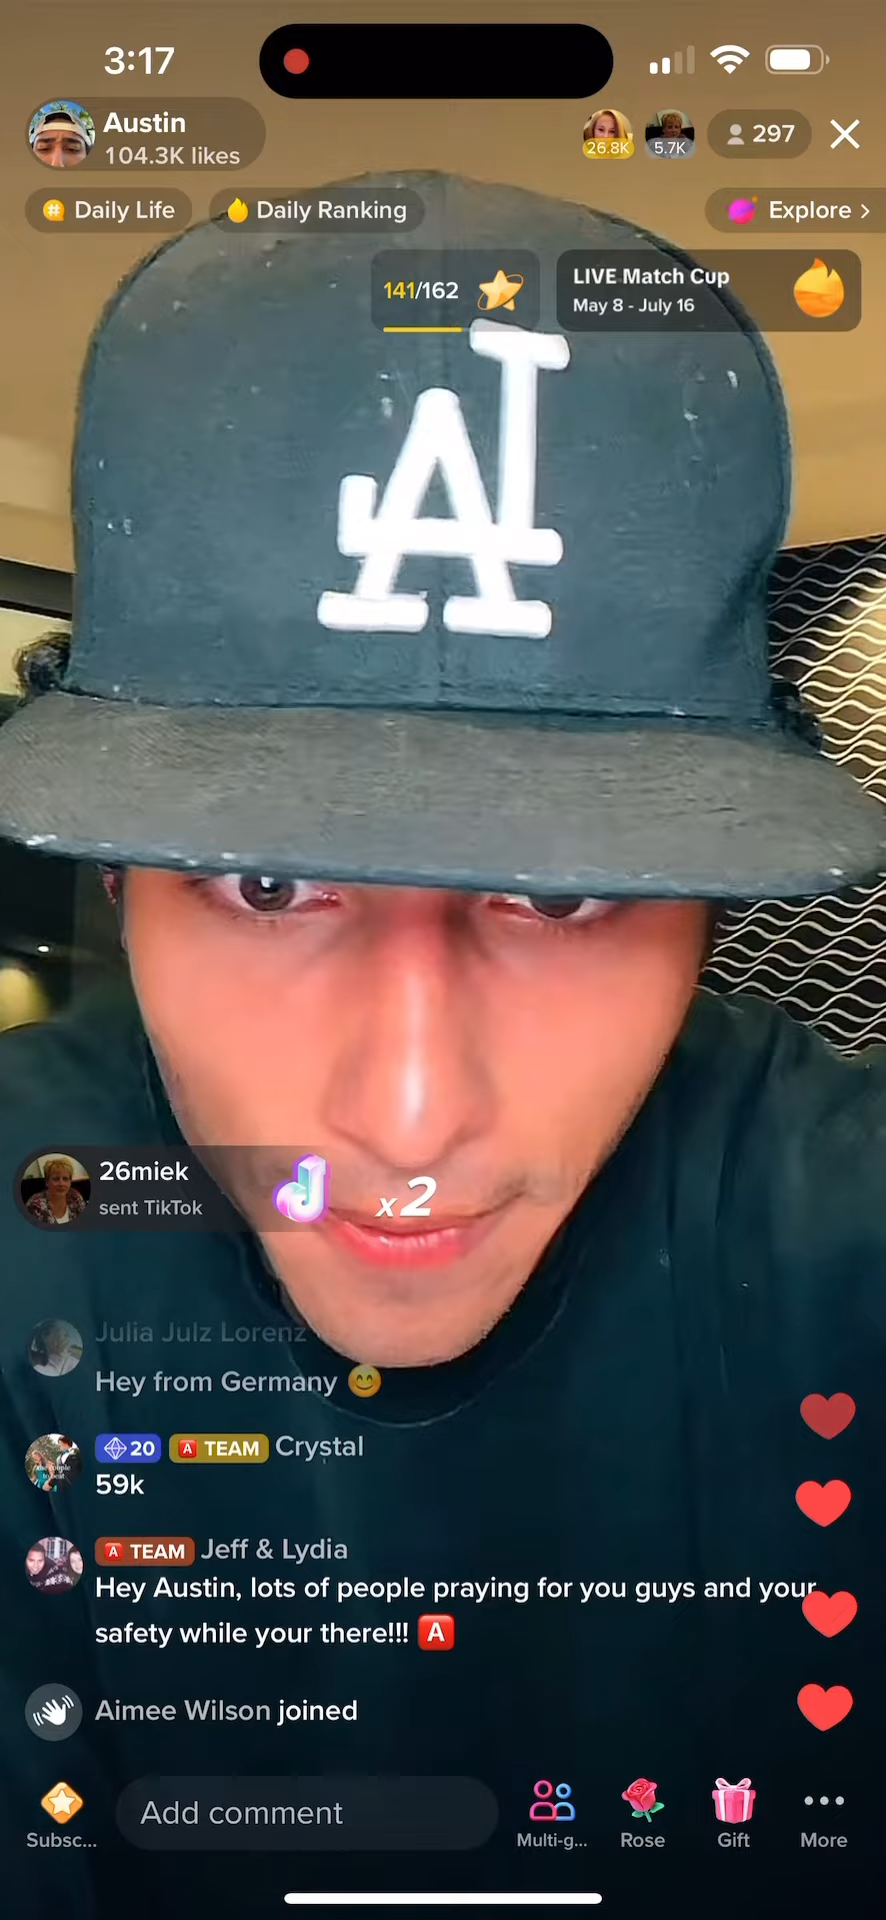 3:17
Austin
104.3K likes
26.8K
5.7K
297
Daily Life
Daily Ranking
Explore >
141/162
LIVE Match Cup
May 8 - July 16
LA
26miek
sent TikTok
x2
Julia Julz Lorenz
Hey from Germany 😊
20 A TEAM Crystal
59k
A TEAM Jeff & Lydia
Hey Austin, lots of people praying for you guys and your
safety while your there!!! 🅰️
Aimee Wilson joined
Subsc...
Add comment
Multi-g...
Rose
Gift
More